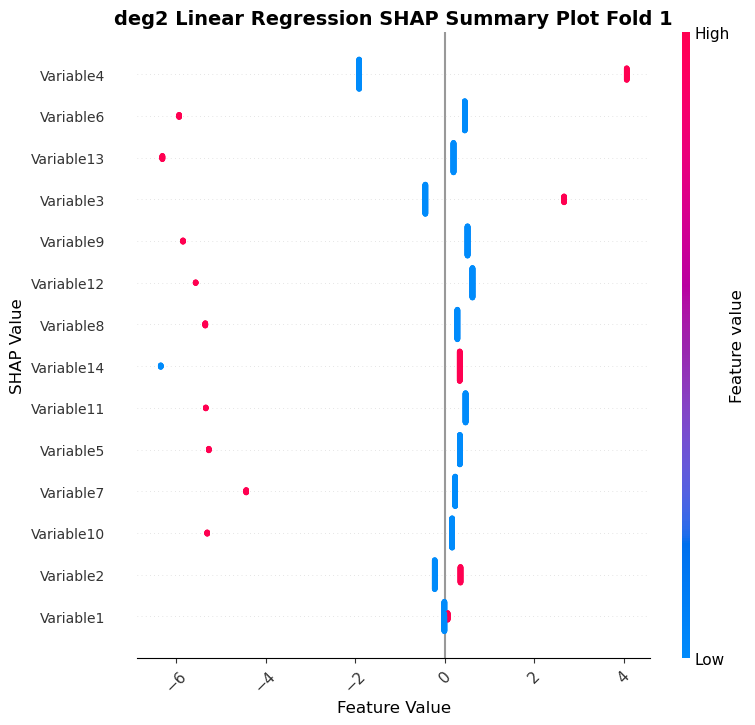 deg2 Linear Regression SHAP Summary Plot Fold 1
High
Variable4
Variable6
Variable13
Variable3
Variable9
Variable12
Variable8
Variable14
Variable11
Variable5
Variable7
Variable10
Variable2
Variable1
SHAP Value
Feature value
Low
−6 −4 −2 0 2 4
Feature Value